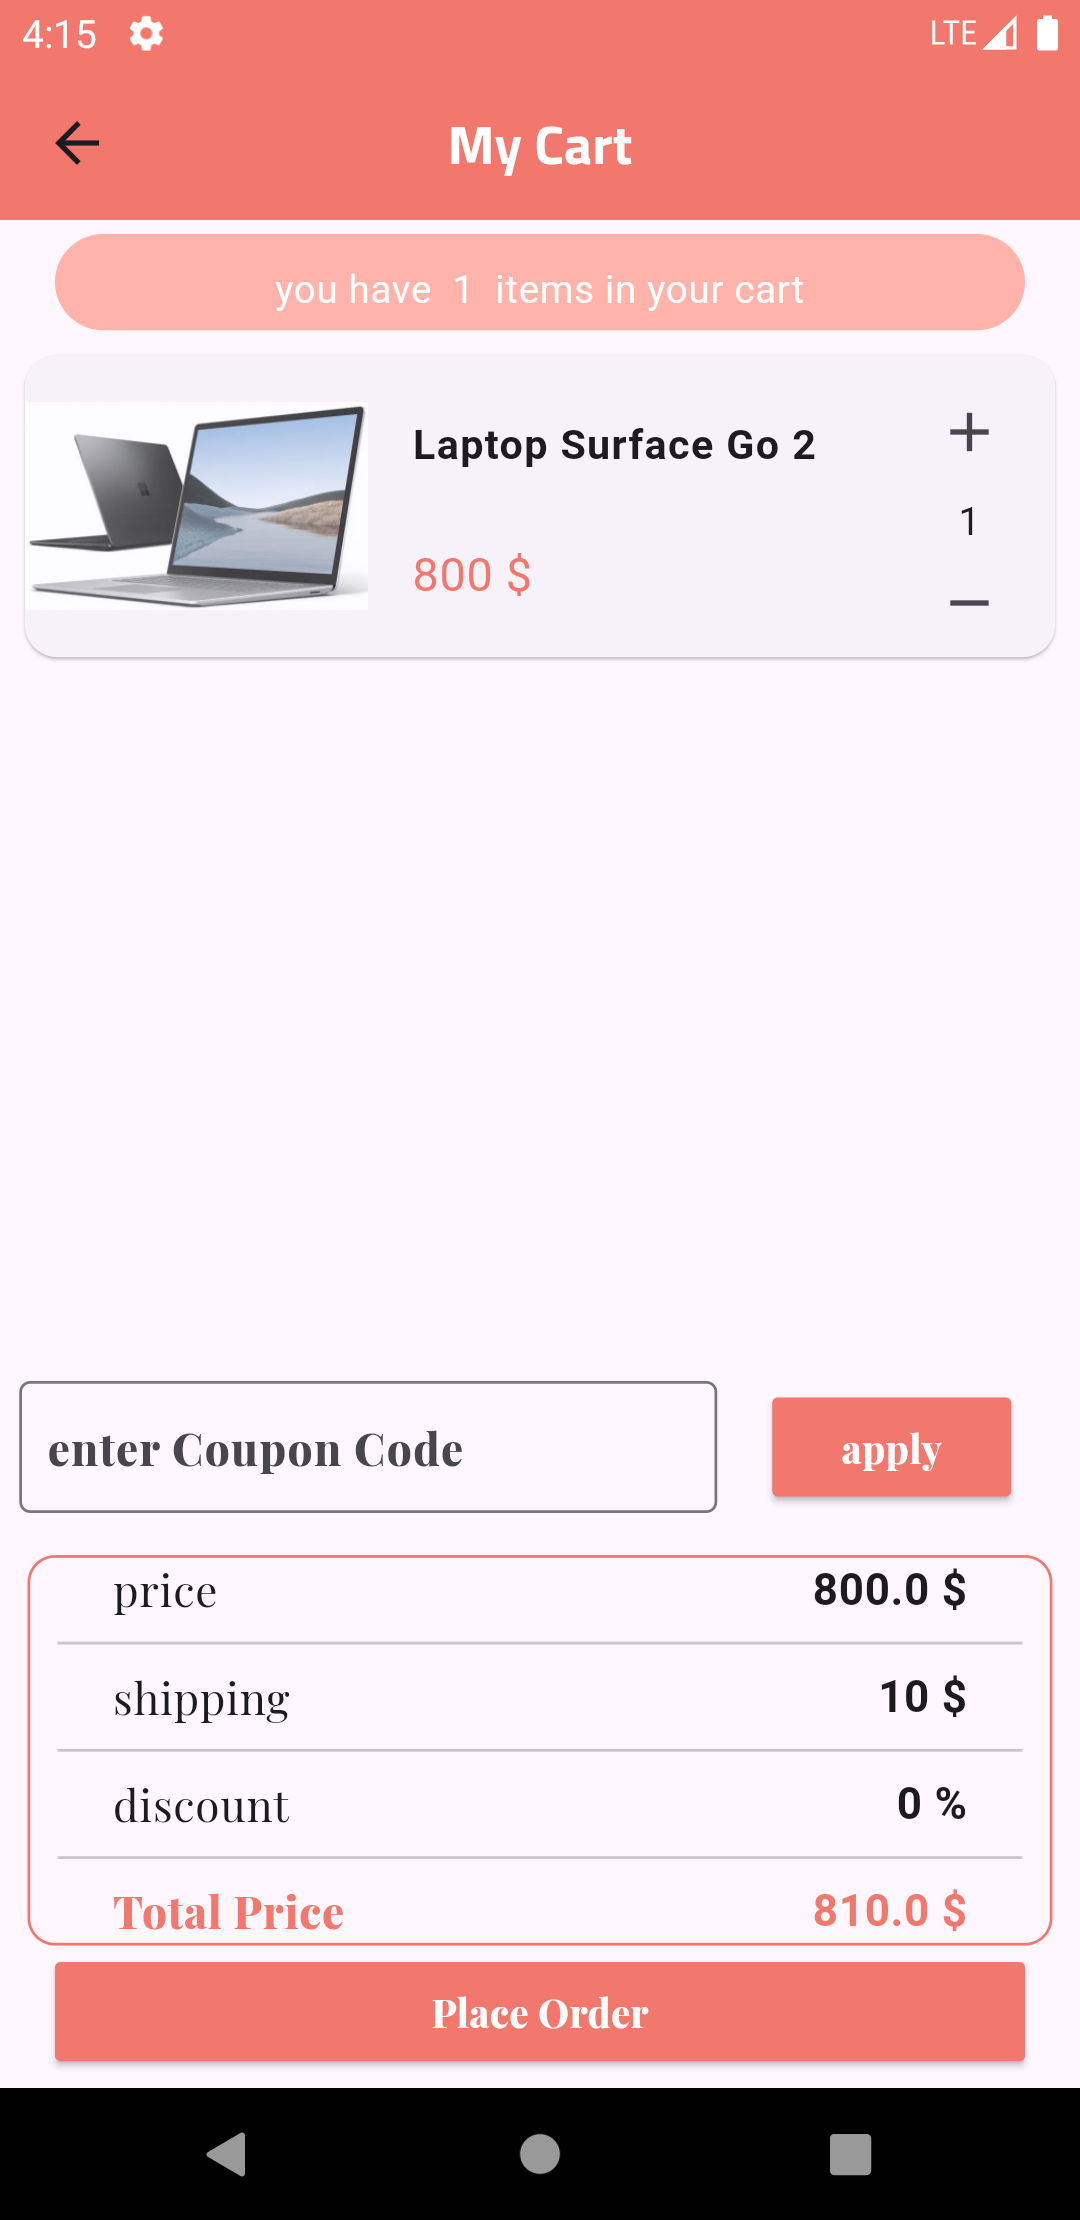 4:15 LTE
My Cart
you have 1 items in your cart
Laptop Surface Go 2
1
800 $
enter Coupon Code
apply
price 800.0 $
shipping 10 $
discount 0 %
Total Price 810.0 $
Place Order